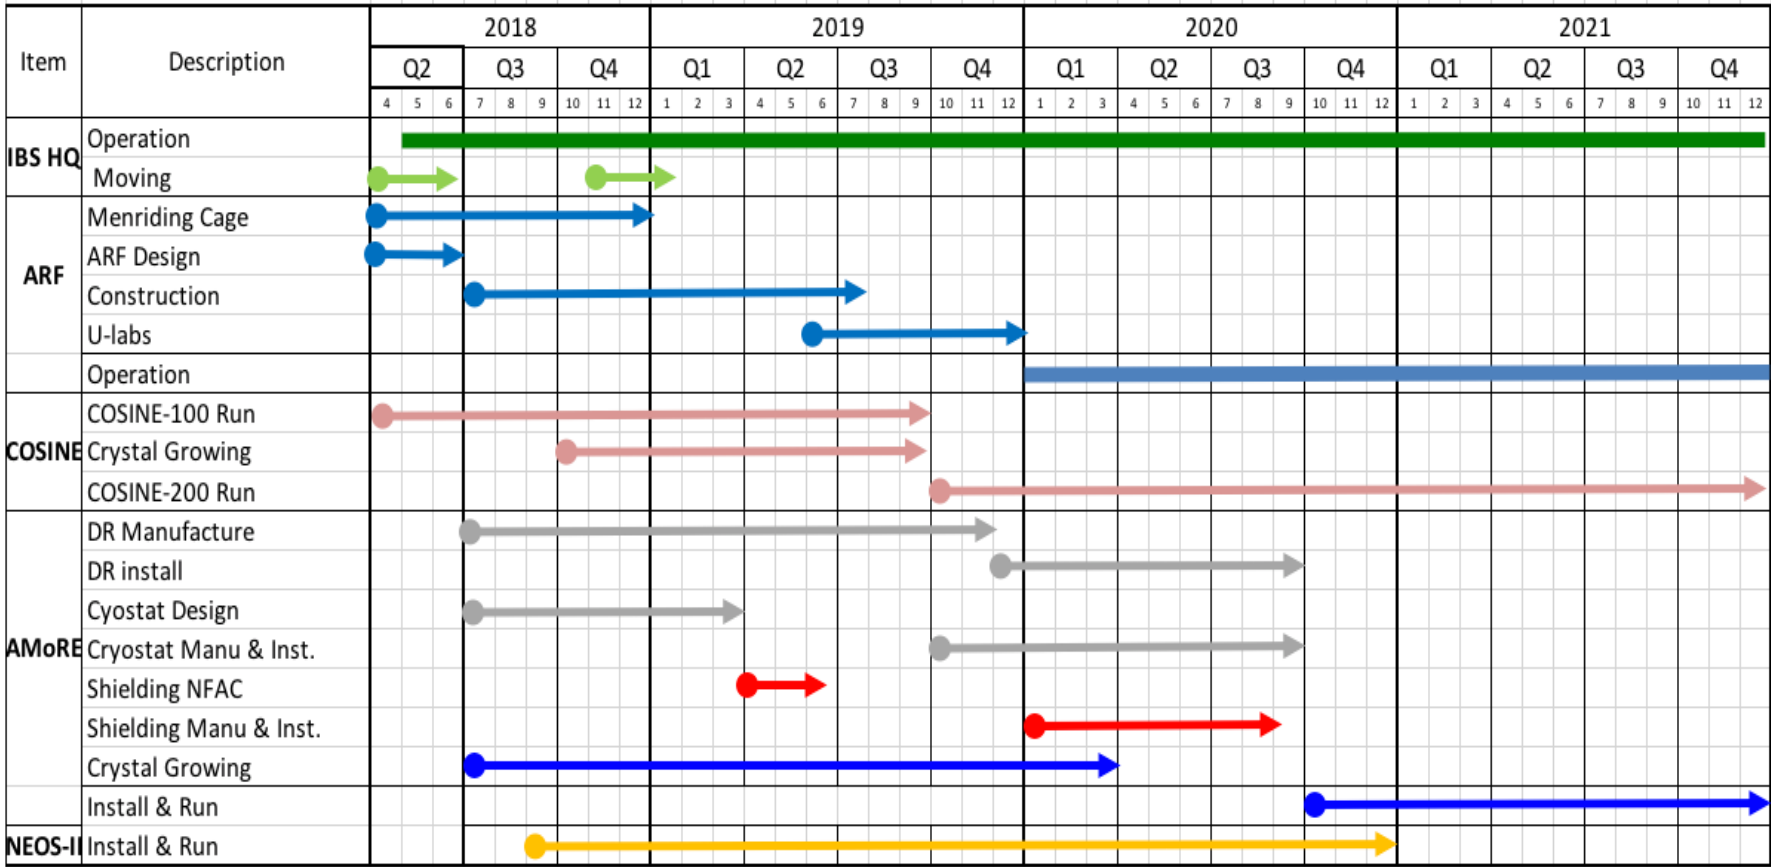 Item Description 2018 2019 2020 2021
Q2 Q3 Q4 Q1 Q2 Q3 Q4 Q1 Q2 Q3 Q4 Q1 Q2 Q3 Q4
4 5 6 7 8 9 10 11 12 1 2 3 4 5 6 7 8 9 10 11 12 1 2 3 4 5 6 7 8 9 10 11 12 1 2 3 4 5 6 7 8 9 10 11 12
IBS HQ
Operation
Moving
ARF
Menriding Cage
ARF Design
Construction
U-labs
Operation
COSINE
COSINE-100 Run
Crystal Growing
COSINE-200 Run
AMoRE
DR Manufacture
DR install
Cyostat Design
Cryostat Manu & Inst.
Shielding NFAC
Shielding Manu & Inst.
Crystal Growing
Install & Run
NEOS-II
Install & Run